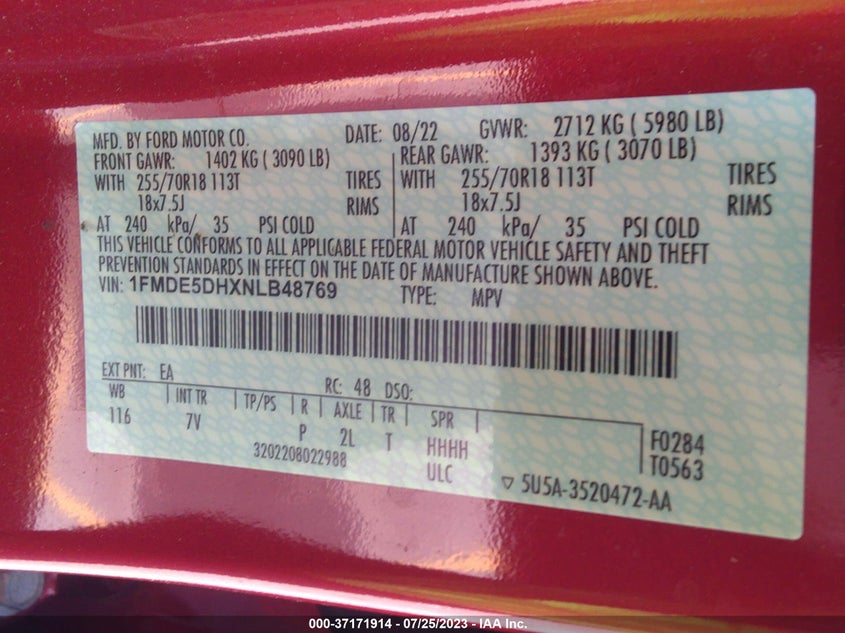 MFD. BY FORD MOTOR CO. DATE: 08/22 GVWR: 2712 KG ( 5980 LB)
FRONT GAWR: 1402 KG ( 3090 LB) REAR GAWR: 1393 KG ( 3070 LB)
WITH 255/70R18 113T TIRES WITH 255/70R18 113T TIRES
18x7.5J RIMS 18x7.5J RIMS
AT 240 kPa/ 35 PSI COLD AT 240 kPa/ 35 PSI COLD
THIS VEHICLE CONFORMS TO ALL APPLICABLE FEDERAL MOTOR VEHICLE SAFETY AND THEFT
PREVENTION STANDARDS IN EFFECT ON THE DATE OF MANUFACTURE SHOWN ABOVE.
VIN: 1FMDE5DHXNLB48769 TYPE: MPV
EXT PNT: EA RC: 48 DSO:
WB INT TR TP/PS R AXLE TR SPR
116 7V P 2L T HHHH F0284
3202208022988 ULC T0563
▽ 5U5A-3520472-AA
000-37171914 / 07/25/2023 - IAA Inc.